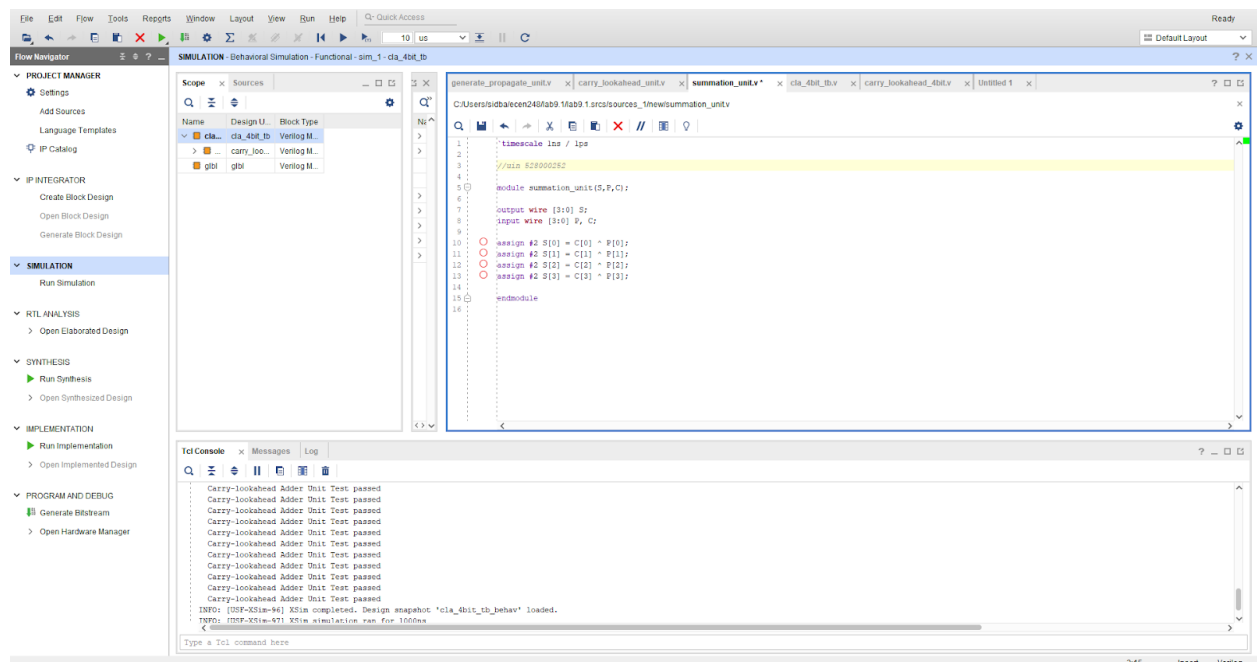 File Edit Flow Tools Reports Window Layout View Run Help Q- Quick Access Ready
10 us Default Layout
Flow Navigator ? SIMULATION - Behavioral Simulation - Functional - sim_1 - cla_4bit_tb ? ×
PROJECT MANAGER
Settings
Add Sources
Language Templates
IP Catalog
IP INTEGRATOR
Create Block Design
Open Block Design
Generate Block Design
SIMULATION
Run Simulation
RTL ANALYSIS
Open Elaborated Design
SYNTHESIS
Run Synthesis
Open Synthesized Design
IMPLEMENTATION
Run Implementation
Open Implemented Design
PROGRAM AND DEBUG
Generate Bitstream
Open Hardware Manager
Scope × Sources
Name Design U... Block Type
cla... cla_4bit_tb Verilog M...
... carry_loo... Verilog M...
glbl glbl Verilog M...
generate_propagate_unit.v × carry_lookahead_unit.v × summation_unit.v * × cla_4bit_tb.v × carry_lookahead_4bit.v × Untitled 1 ×
C:/Users/sidba/ecen248/lab9.1/lab9.1.srcs/sources_1/new/summation_unit.v
1 `timescale 1ns / 1ps
2
3 //uin 528000252
4
5 module summation_unit(S,P,C);
6
7 output wire [3:0] S;
8 input wire [3:0] P, C;
9
10 assign #2 S[0] = C[0] ^ P[0];
11 assign #2 S[1] = C[1] ^ P[1];
12 assign #2 S[2] = C[2] ^ P[2];
13 assign #2 S[3] = C[3] ^ P[3];
14
15 endmodule
16
Tcl Console × Messages Log
Carry-lookahead Adder Unit Test passed
Carry-lookahead Adder Unit Test passed
Carry-lookahead Adder Unit Test passed
Carry-lookahead Adder Unit Test passed
Carry-lookahead Adder Unit Test passed
Carry-lookahead Adder Unit Test passed
Carry-lookahead Adder Unit Test passed
Carry-lookahead Adder Unit Test passed
Carry-lookahead Adder Unit Test passed
Carry-lookahead Adder Unit Test passed
Carry-lookahead Adder Unit Test passed
INFO: [USF-XSim-96] XSim completed. Design snapshot 'cla_4bit_tb_behav' loaded.
INFO: [USF-XSim-97] XSim simulation ran for 1000ns
Type a Tcl command here
Insert Verilog